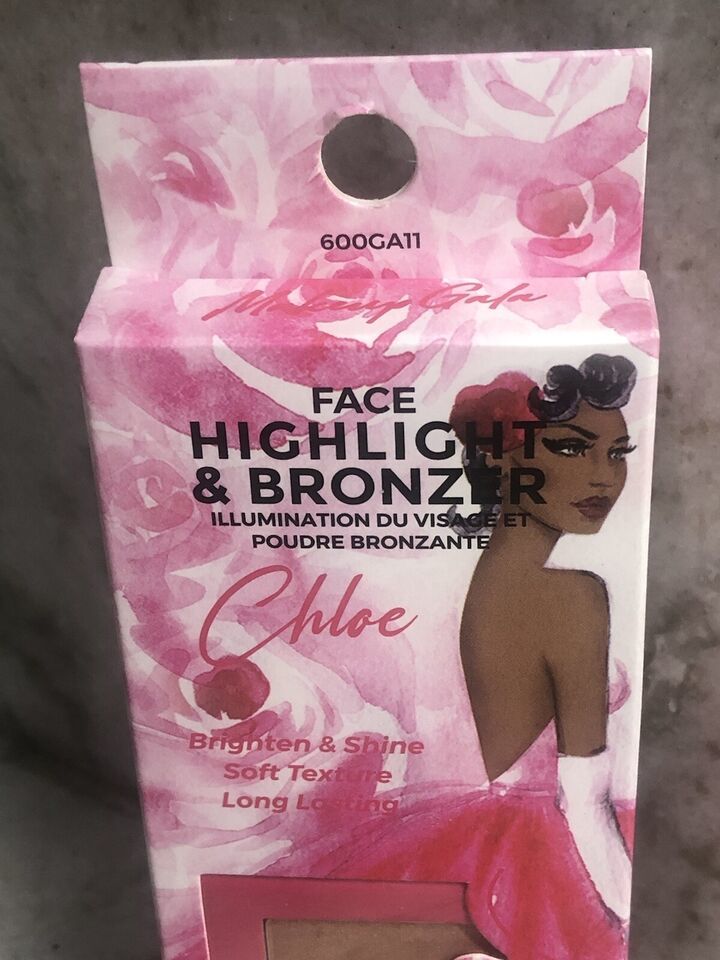 600GA11
Makeup Gala
FACE
HIGHLIGHT
& BRONZER
ILLUMINATION DU VISAGE ET
POUDRE BRONZANTE
Chloe
Brighten & Shine
Soft Texture
Long Lasting